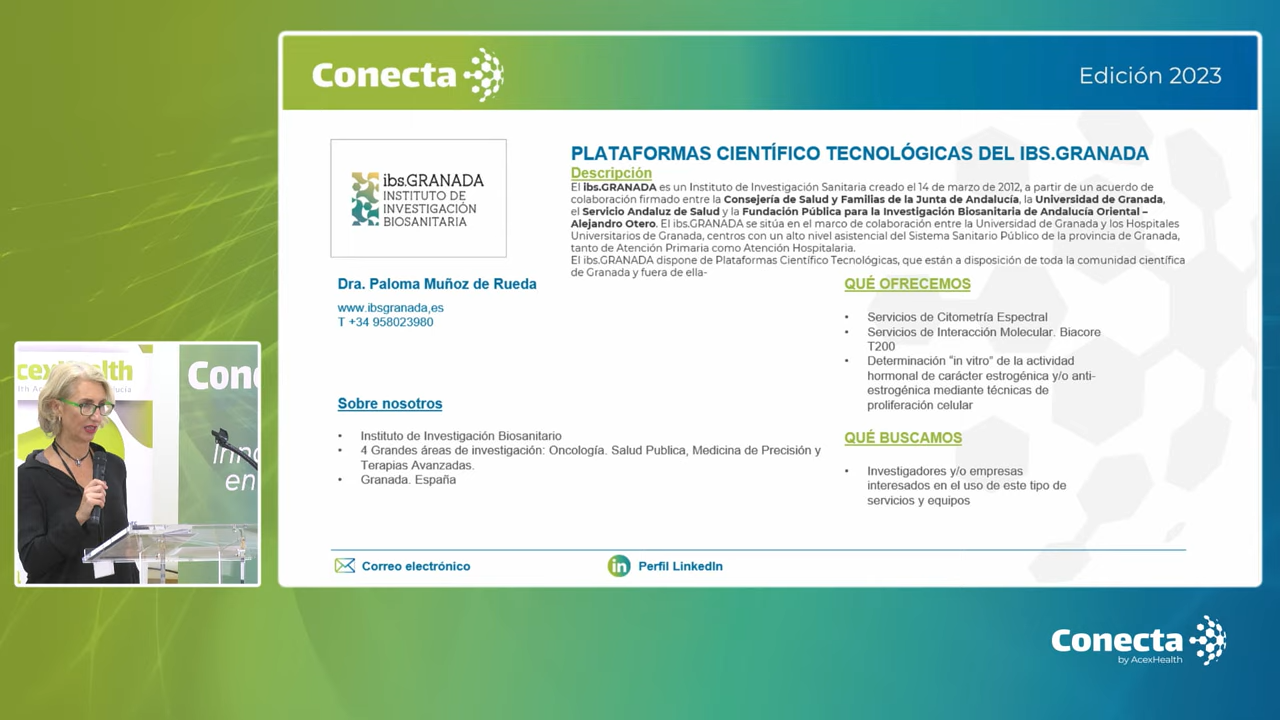 Conecta
Edición 2023
ibs.GRANADA
INSTITUTO DE
INVESTIGACIÓN
BIOSANITARIA
PLATAFORMAS CIENTÍFICO TECNOLÓGICAS DEL IBS.GRANADA
Descripción
El ibs.GRANADA es un Instituto de Investigación Sanitaria creado el 14 de marzo de 2012, a partir de un acuerdo de
colaboración firmado entre la Consejería de Salud y Familias de la Junta de Andalucía, la Universidad de Granada,
el Servicio Andaluz de Salud y la Fundación Pública para la Investigación Biosanitaria de Andalucía Oriental –
Alejandro Otero. El ibs.GRANADA se sitúa en el marco de colaboración entre la Universidad de Granada y los Hospitales
Universitarios de Granada, centros con un alto nivel asistencial del Sistema Sanitario Público de la provincia de Granada,
tanto de Atención Primaria como Atención Hospitalaria.
El ibs.GRANADA dispone de Plataformas Científico Tecnológicas, que están a disposición de toda la comunidad científica
de Granada y fuera de ella-
Dra. Paloma Muñoz de Rueda
www.ibsgranada,es
T +34 958023980
Sobre nosotros
• Instituto de Investigación Biosanitario
• 4 Grandes áreas de investigación: Oncología. Salud Publica, Medicina de Precisión y
Terapias Avanzadas.
• Granada. España
QUÉ OFRECEMOS
• Servicios de Citometría Espectral
• Servicios de Interacción Molecular. Biacore
T200
• Determinación "in vitro" de la actividad
hormonal de carácter estrogénica y/o anti-
estrogénica mediante técnicas de
proliferación celular
QUÉ BUSCAMOS
• Investigadores y/o empresas
interesados en el uso de este tipo de
servicios y equipos
Correo electrónico
in Perfil LinkedIn
cexHealth
Cone
en
Conecta
by AcexHealth